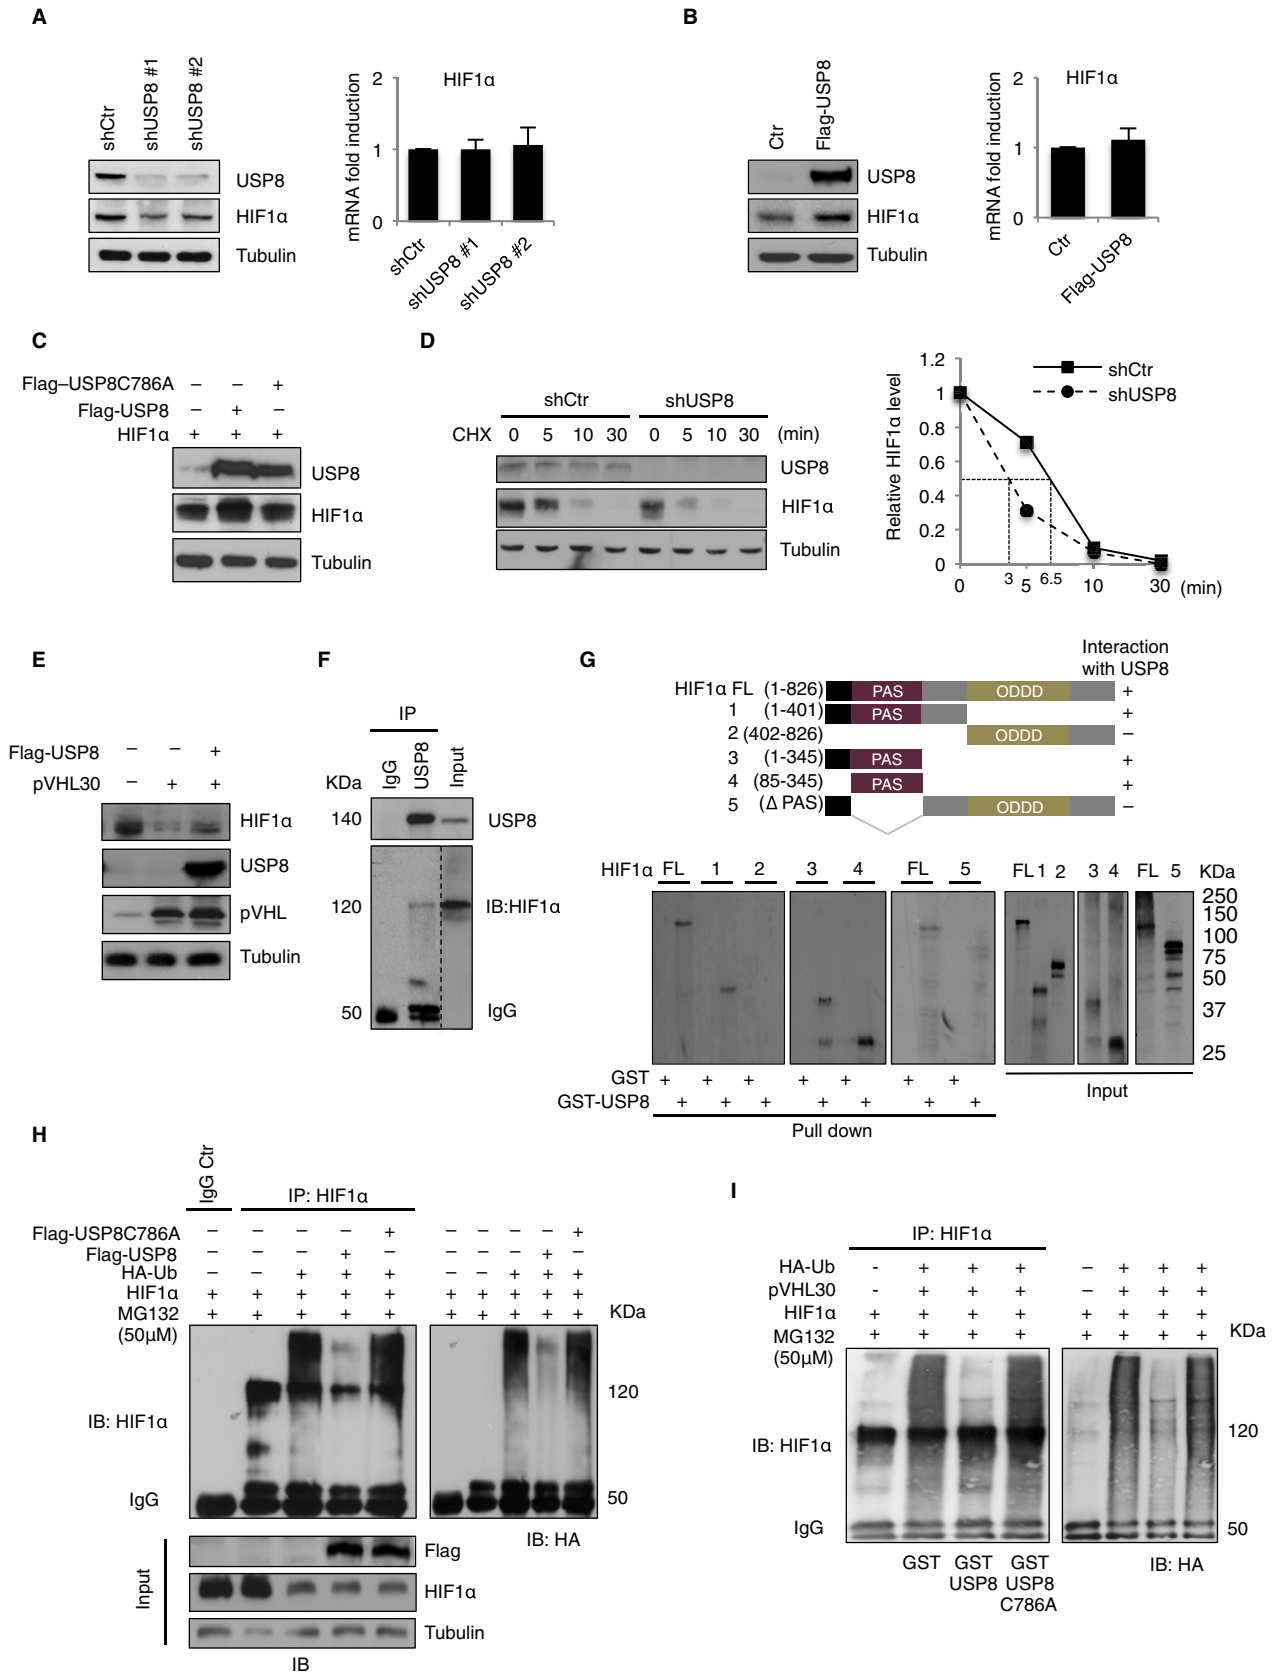 A
shCtr
shUSP8 #1
shUSP8 #2
USP8
HIF1α
Tubulin
mRNA fold induction
2
1
0
HIF1α
shCtr
shUSP8 #1
shUSP8 #2
B
Ctr
Flag-USP8
USP8
HIF1α
Tubulin
mRNA fold induction
2
1
0
HIF1α
Ctr
Flag-USP8
C
Flag–USP8C786A – – +
Flag-USP8 – + –
HIF1α + + +
USP8
HIF1α
Tubulin
D
shCtr shUSP8
CHX 0 5 10 30 0 5 10 30 (min)
USP8
HIF1α
Tubulin
Relative HIF1α level
1.2
1
0.8
0.6
0.4
0.2
0
shCtr
shUSP8
0 3 5 6.5 10 30 (min)
E
Flag-USP8 – – +
pVHL30 – + +
HIF1α
USP8
pVHL
Tubulin
F
IP
KDa IgG USP8 Input
140 USP8
120 IB:HIF1α
50 IgG
G
Interaction
with USP8
HIF1α FL (1-826) PAS ODDD +
1 (1-401) PAS +
2 (402-826) ODDD –
3 (1-345) PAS +
4 (85-345) PAS +
5 (Δ PAS) ODDD –
HIF1α FL 1 2 3 4 FL 5 FL 1 2 3 4 FL 5 KDa
250
150
100
75
50
37
25
GST + + + + + + +
GST-USP8 + + + + + + +
Pull down
Input
H
IgG Ctr
IP: HIF1α
Flag-USP8C786A – – – – + – – – – +
Flag-USP8 – – – + – – – – + –
HA-Ub – – + + + – – + + +
HIF1α + + + + + + + + + +
MG132 + + + + + + + + + + KDa
(50μM)
120
IB: HIF1α
IgG
50
IB: HA
Input
Flag
HIF1α
Tubulin
IB
I
IP: HIF1α
HA-Ub - + + + – + + +
pVHL30 - + + + – + + +
HIF1α + + + + + + + +
MG132 + + + + + + + + KDa
(50μM)
120
IB: HIF1α
IgG
50
GST
GST
USP8
GST
USP8
C786A
IB: HA